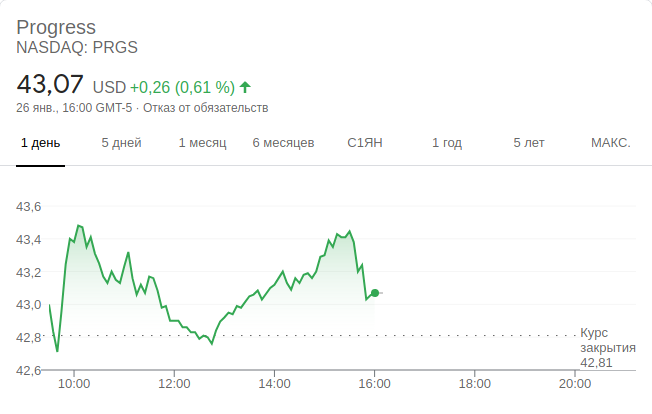 Progress
NASDAQ: PRGS
43,07 USD +0,26 (0,61 %)
26 янв., 16:00 GMT-5 · Отказ от обязательств
1 день 5 дней 1 месяц 6 месяцев С1ЯН 1 год 5 лет МАКС.
43,6
43,4
43,2
43,0
42,8
42,6
Курс
закрытия
42,81
10:00 12:00 14:00 16:00 18:00 20:00